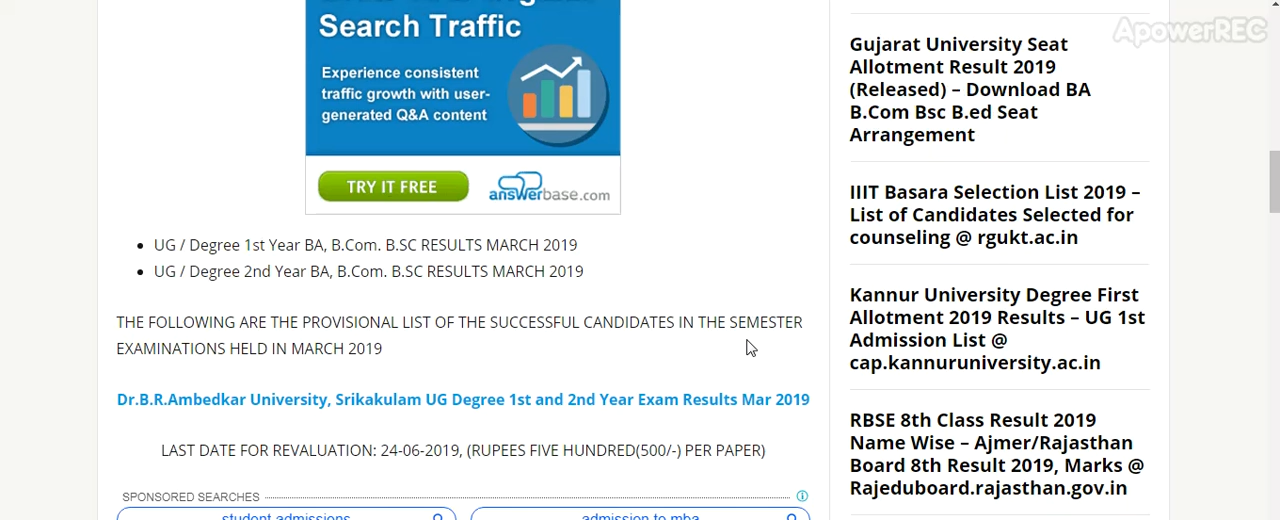 Search Traffic
Experience consistent
traffic growth with user-
generated Q&A content
TRY IT FREE
answerbase.com
• UG / Degree 1st Year BA, B.Com. B.SC RESULTS MARCH 2019
• UG / Degree 2nd Year BA, B.Com. B.SC RESULTS MARCH 2019
THE FOLLOWING ARE THE PROVISIONAL LIST OF THE SUCCESSFUL CANDIDATES IN THE SEMESTER
EXAMINATIONS HELD IN MARCH 2019
Dr.B.R.Ambedkar University, Srikakulam UG Degree 1st and 2nd Year Exam Results Mar 2019
LAST DATE FOR REVALUATION: 24-06-2019, (RUPEES FIVE HUNDRED(500/-) PER PAPER)
SPONSORED SEARCHES
student admissions
admission to mba
ApowerREC
Gujarat University Seat
Allotment Result 2019
(Released) – Download BA
B.Com Bsc B.ed Seat
Arrangement
IIIT Basara Selection List 2019 –
List of Candidates Selected for
counseling @ rgukt.ac.in
Kannur University Degree First
Allotment 2019 Results – UG 1st
Admission List @
cap.kannuruniversity.ac.in
RBSE 8th Class Result 2019
Name Wise – Ajmer/Rajasthan
Board 8th Result 2019, Marks @
Rajeduboard.rajasthan.gov.in